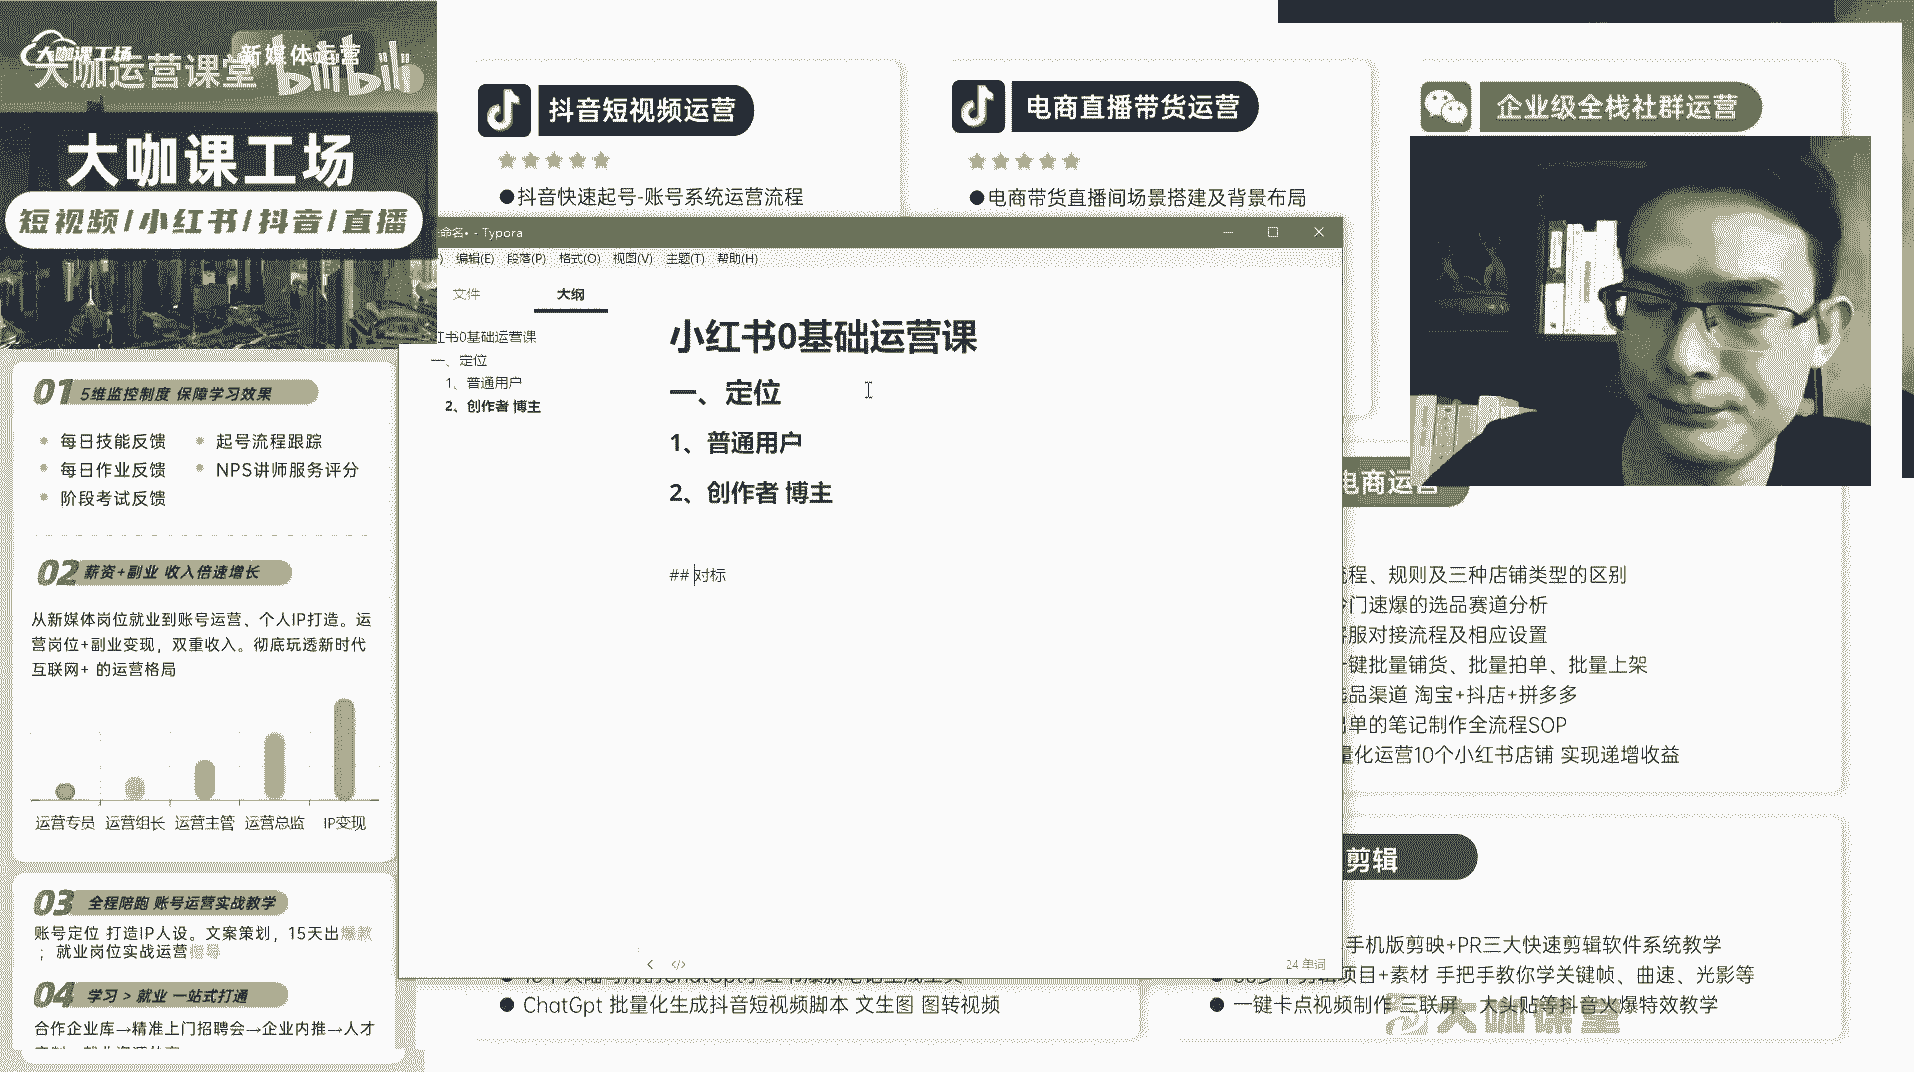 大咖课工场
大咖运营课堂
新媒体运营
bilibili
大咖课工场
短视频/小红书/抖音/直播
01 5维监控制度 保障学习效果
每日技能反馈
起号流程跟踪
每日作业反馈
NPS讲师服务评分
阶段考试反馈
02 薪资+副业 收入倍速增长
从新媒体岗位就业到账号运营、个人IP打造。运
营岗位+副业变现，双重收入。彻底玩透新时代
互联网+ 的运营格局
运营专员 运营组长 运营主管 运营总监 IP变现
03 全程陪跑 账号运营实战教学
账号定位 打造IP人设。文案策划，15天出爆款
；就业岗位实战运营指导
04 学习 > 就业 一站式打通
合作企业库→精准上门招聘会→企业内推→人才
抖音短视频运营
●抖音快速起号-账号系统运营流程
电商直播带货运营
●电商带货直播间场景搭建及背景布局
企业级全栈社群运营
命名• - Typora
) 编辑(E) 段落(P) 格式(O) 视图(V) 主题(T) 帮助(H)
文件 大纲
红书0基础运营课
一、定位
1、普通用户
2、创作者 博主
小红书0基础运营课
一、定位
1、普通用户
2、创作者 博主
## 对标
24 单词
电商运营
程、规则及三种店铺类型的区别
门速爆的选品赛道分析
服对接流程及相应设置
键批量铺货、批量拍单、批量上架
品渠道 淘宝+抖店+拼多多
单的笔记制作全流程SOP
量化运营10个小红书店铺 实现递增收益
剪辑
手机版剪映+PR三大快速剪辑软件系统教学
项目+素材 手把手教你学关键帧、曲速、光影等
● 一键卡点视频制作 三联屏、大头贴等抖音火爆特效教学
● ChatGpt 批量化生成抖音短视频脚本 文生图 图转视频
大咖课堂